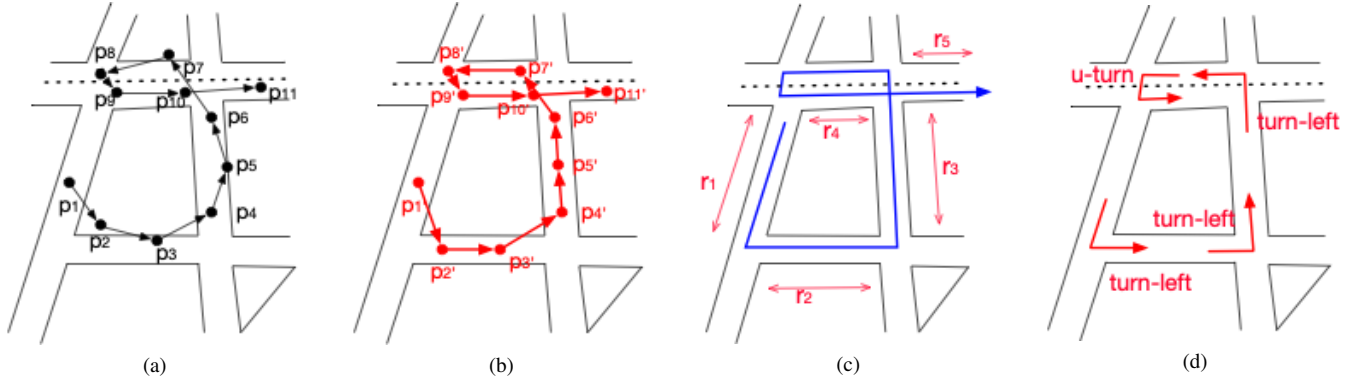 p8
p7
p9
p10
p11
p6
p5
p1
p4
p2
p3
(a)
p8'
p7'
p9'
p10'
p11'
p6'
p5'
p1'
p4'
p2'
p3'
(b)
r5
r4
r1
r3
r2
(c)
u-turn
turn-left
turn-left
turn-left
(d)